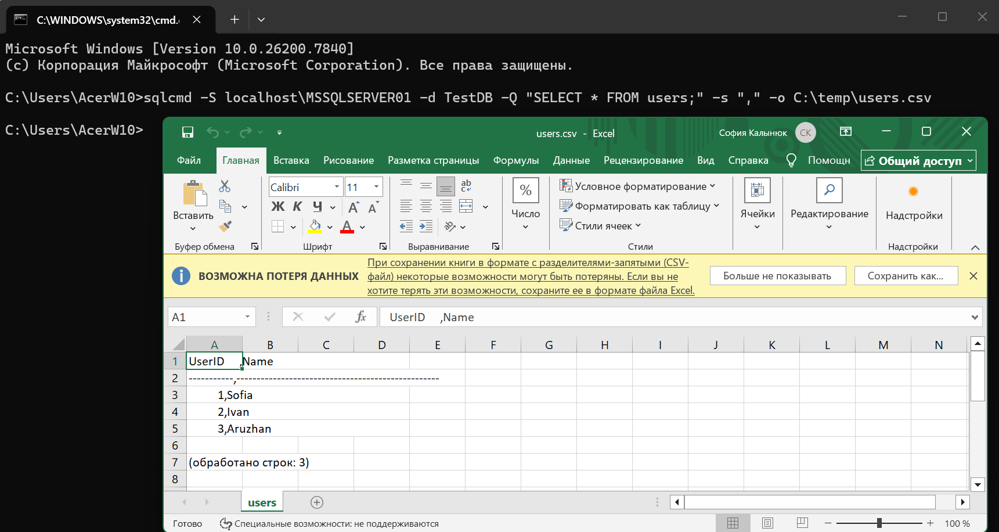 C:\WINDOWS\system32\cmd.
Microsoft Windows [Version 10.0.26200.7840]
(c) Корпорация Майкрософт (Microsoft Corporation). Все права защищены.
C:\Users\AcerW10>sqlcmd -S localhost\MSSQLSERVER01 -d TestDB -Q "SELECT * FROM users;" -s "," -o C:\temp\users.csv
C:\Users\AcerW10>
users.csv - Excel
София Калынюк
СК
Файл Главная Вставка Рисование Разметка страницы Формулы Данные Рецензирование Вид Справка Помощн Общий доступ
Вставить
Буфер обмена
Calibri 11
Ж К Ч А А
А
Шрифт
ab c
Выравнивание
%
Число
Условное форматирование
Форматировать как таблицу
Стили ячеек
Стили
Ячейки
Редактирование
Надстройки
Надстройки
ВОЗМОЖНА ПОТЕРЯ ДАННЫХ
При сохранении книги в формате с разделителями-запятыми (CSV-
файл) некоторые возможности могут быть потеряны. Если вы не
хотите терять эти возможности, сохраните ее в формате файла Excel.
Больше не показывать
Сохранить как...
A1 fx UserID ,Name
A B C D E F G H I J K L M N
1 UserID ,Name
2 -----------,--------------------------------------------------
3 1,Sofia
4 2,Ivan
5 3,Aruzhan
6
7 (обработано строк: 3)
8
users
Готово Специальные возможности: не поддерживаются 100 %